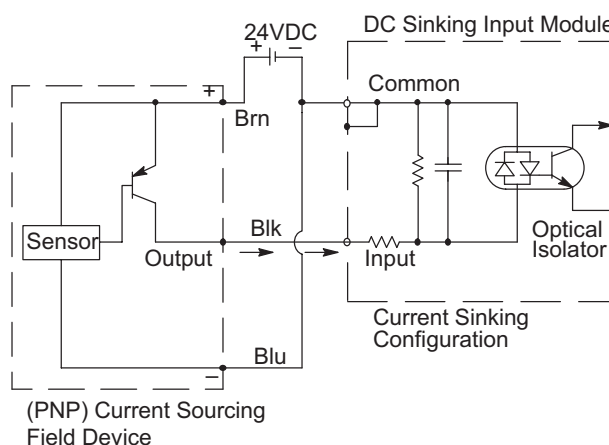 24VDC
DC Sinking Input Module
+ −
Common
+
Brn
Sensor
Blk
Output
Input
Optical
Isolator
Current Sinking
Configuration
Blu
−
(PNP) Current Sourcing
Field Device